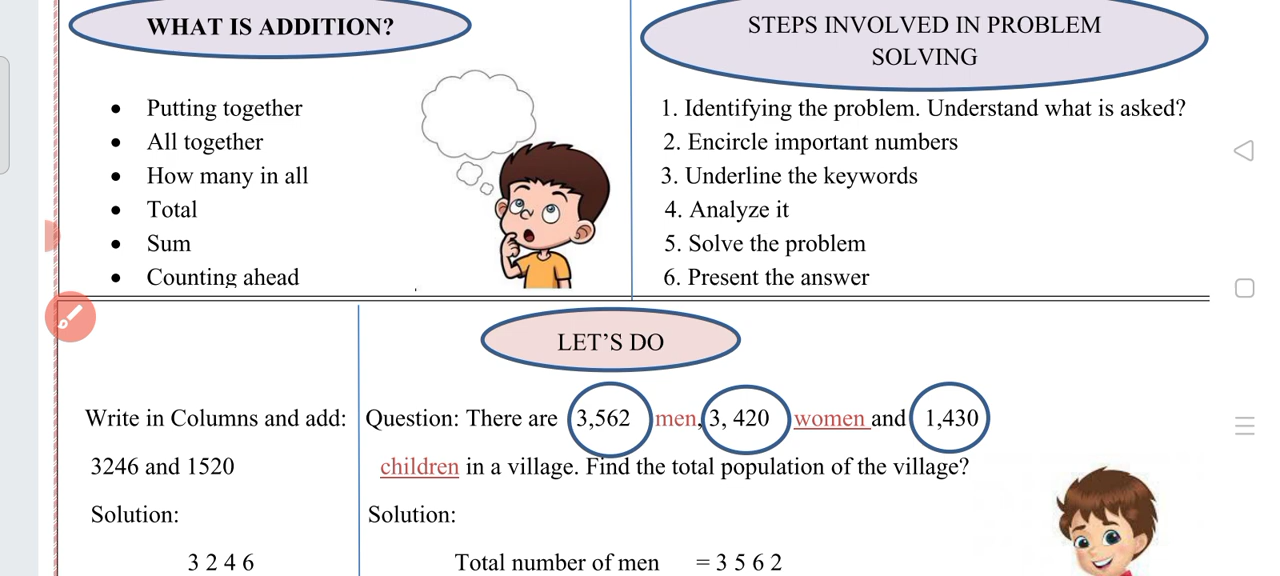 WHAT IS ADDITION?
• Putting together
• All together
• How many in all
• Total
• Sum
• Counting ahead
STEPS INVOLVED IN PROBLEM
SOLVING
1. Identifying the problem. Understand what is asked?
2. Encircle important numbers
3. Underline the keywords
4. Analyze it
5. Solve the problem
6. Present the answer
LET’S DO
Write in Columns and add:
3246 and 1520
Solution:
3 2 4 6
Question: There are 3,562 men, 3, 420 women and 1,430
children in a village. Find the total population of the village?
Solution:
Total number of men = 3 5 6 2